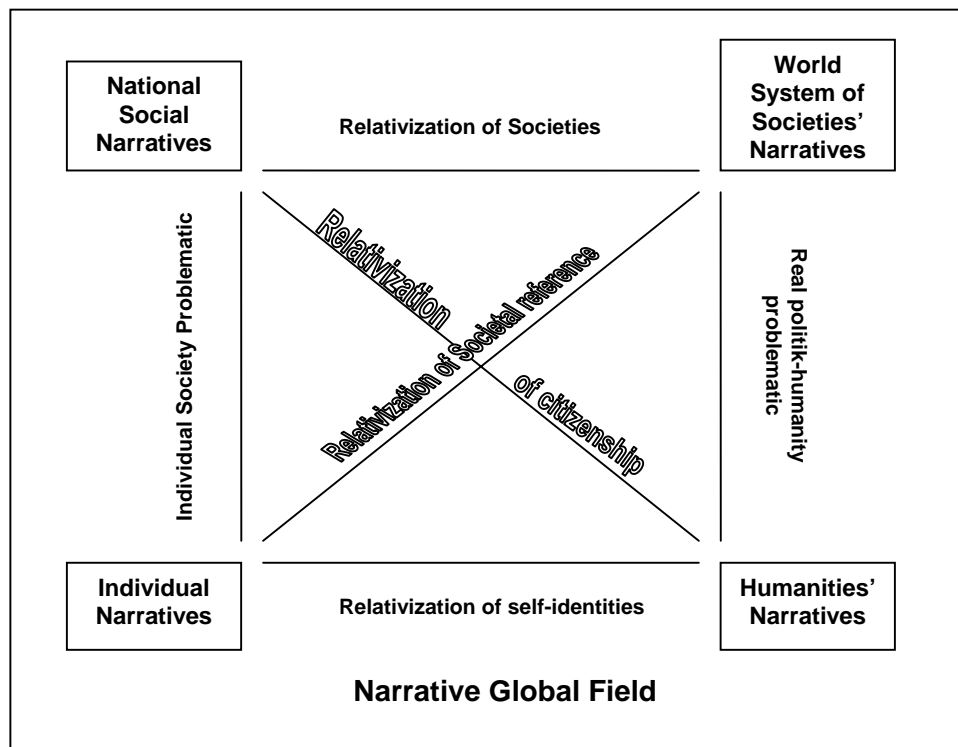 National
Social
Narratives
World
System of
Societies'
Narratives
Relativization of Societies
Individual Society Problematic
Relativization
of citizenship
Relativization of Societal reference
Real politik-humanity
problematic
Individual
Narratives
Relativization of self-identities
Humanities'
Narratives
Narrative Global Field